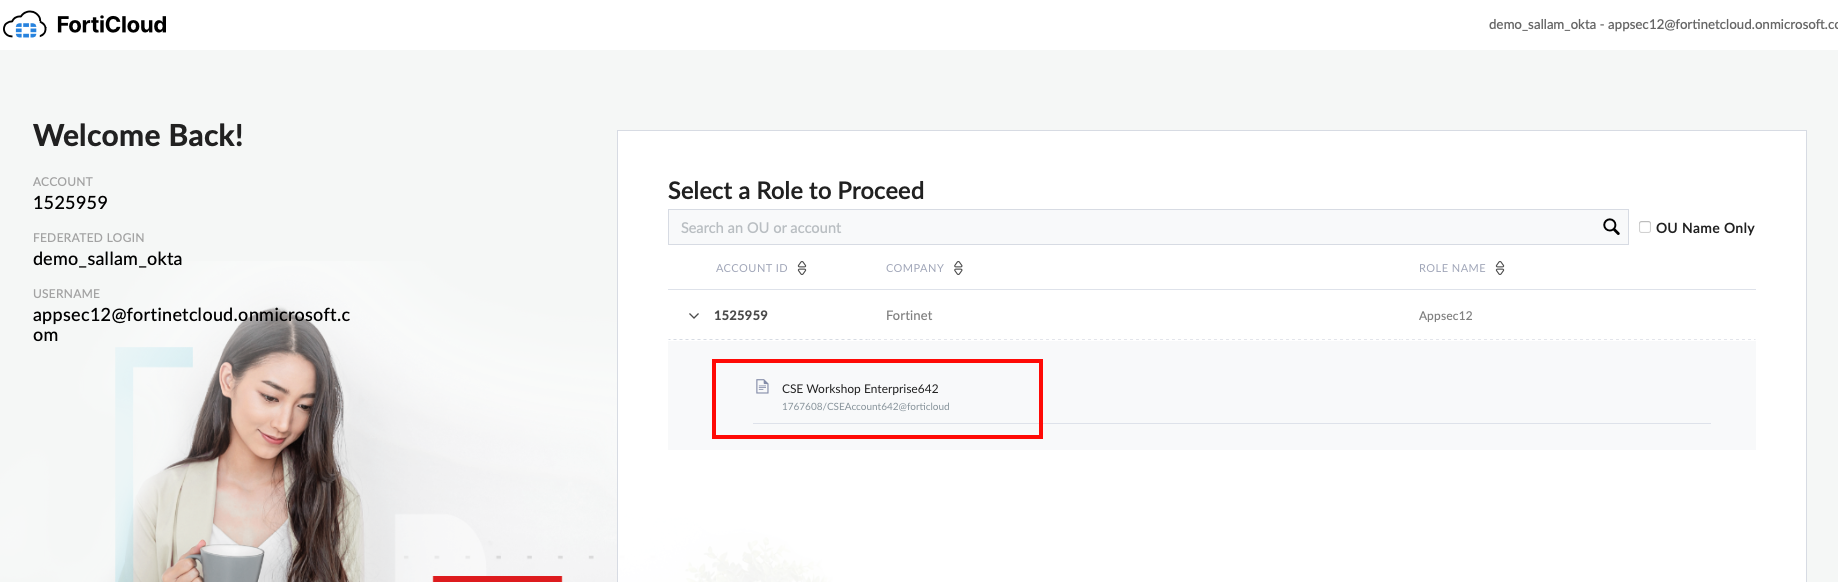 FortiCloud
demo_sallam_okta - appsec12@fortinetcloud.onmicrosoft.co
Welcome Back!
ACCOUNT
1525959
FEDERATED LOGIN
demo_sallam_okta
USERNAME
appsec12@fortinetcloud.onmicrosoft.c
om
Select a Role to Proceed
Search an OU or account
OU Name Only
ACCOUNT ID COMPANY ROLE NAME
1525959 Fortinet Appsec12
CSE Workshop Enterprise642
1767608/CSEAccount642@forticloud